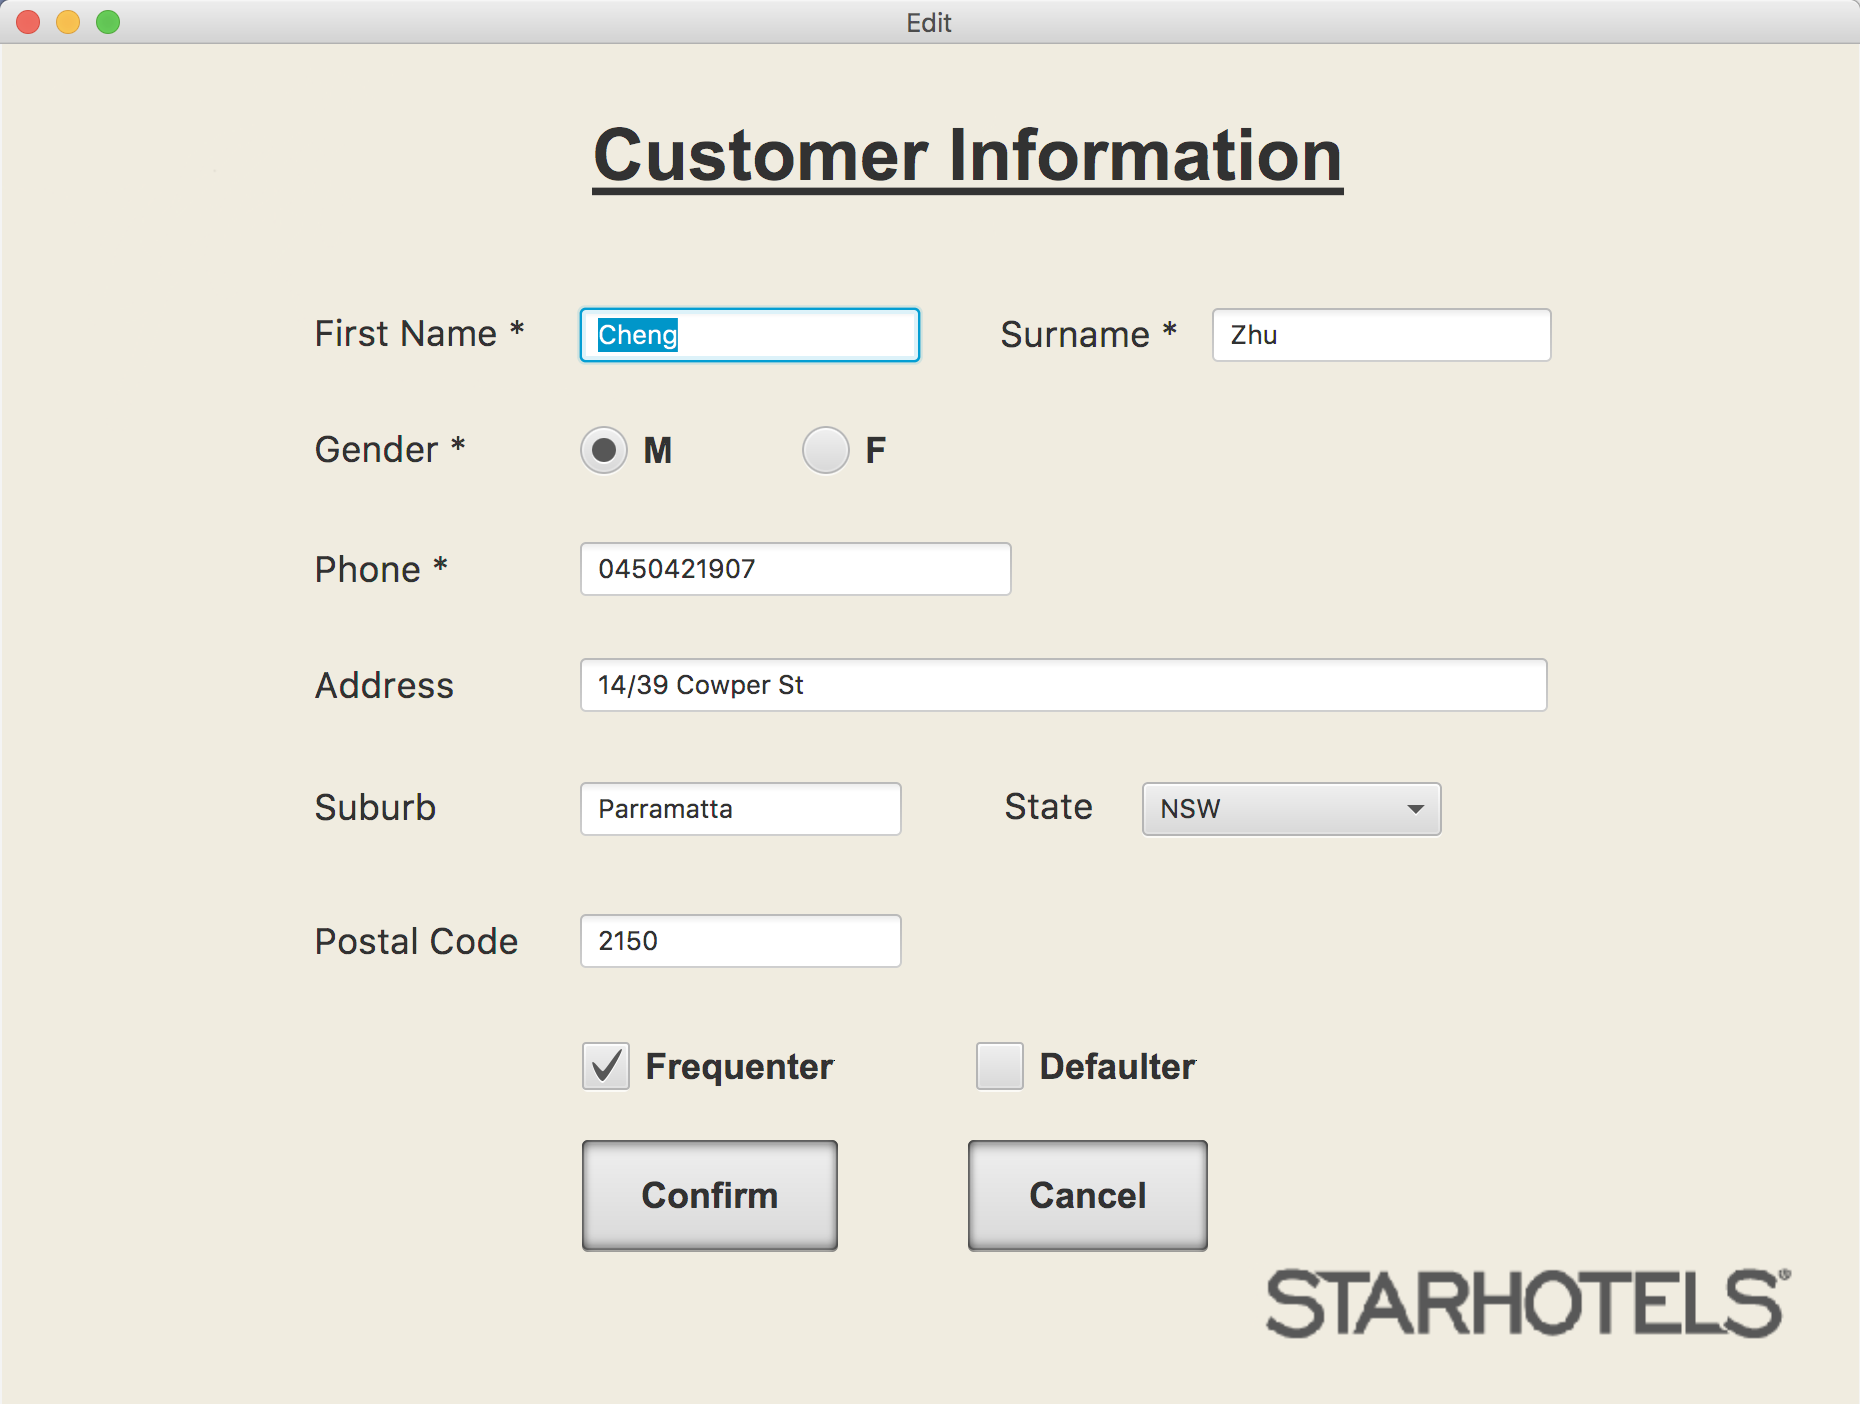 Edit
Customer Information
First Name * Cheng Surname * Zhu
Gender * M F
Phone * 0450421907
Address 14/39 Cowper St
Suburb Parramatta State NSW
Postal Code 2150
Frequenter Defaulter
Confirm Cancel
STARHOTELS®